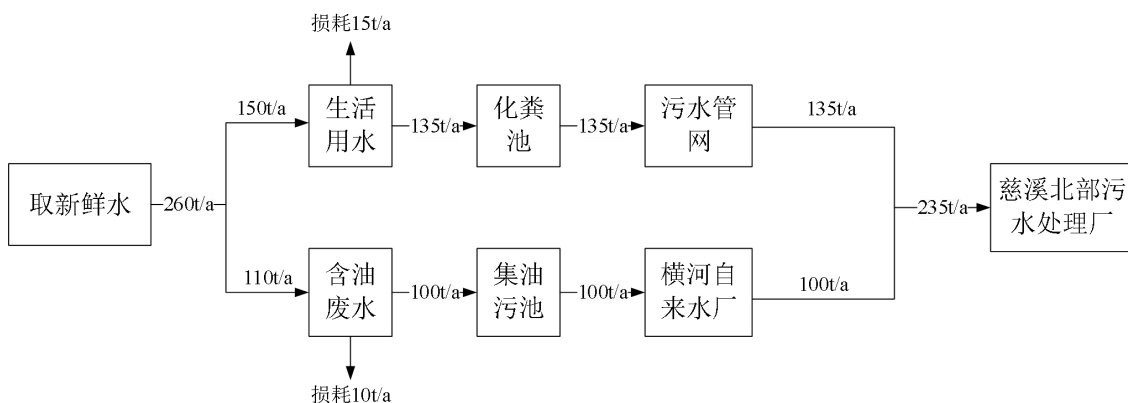 损耗15t/a
150t/a
生活
用水
135t/a
化粪
池
135t/a
污水管
网
135t/a
取新鲜水
260t/a
235t/a
慈溪北部污
水处理厂
110t/a
含油
废水
100t/a
集油
污池
100t/a
横河自
来水厂
100t/a
损耗10t/a